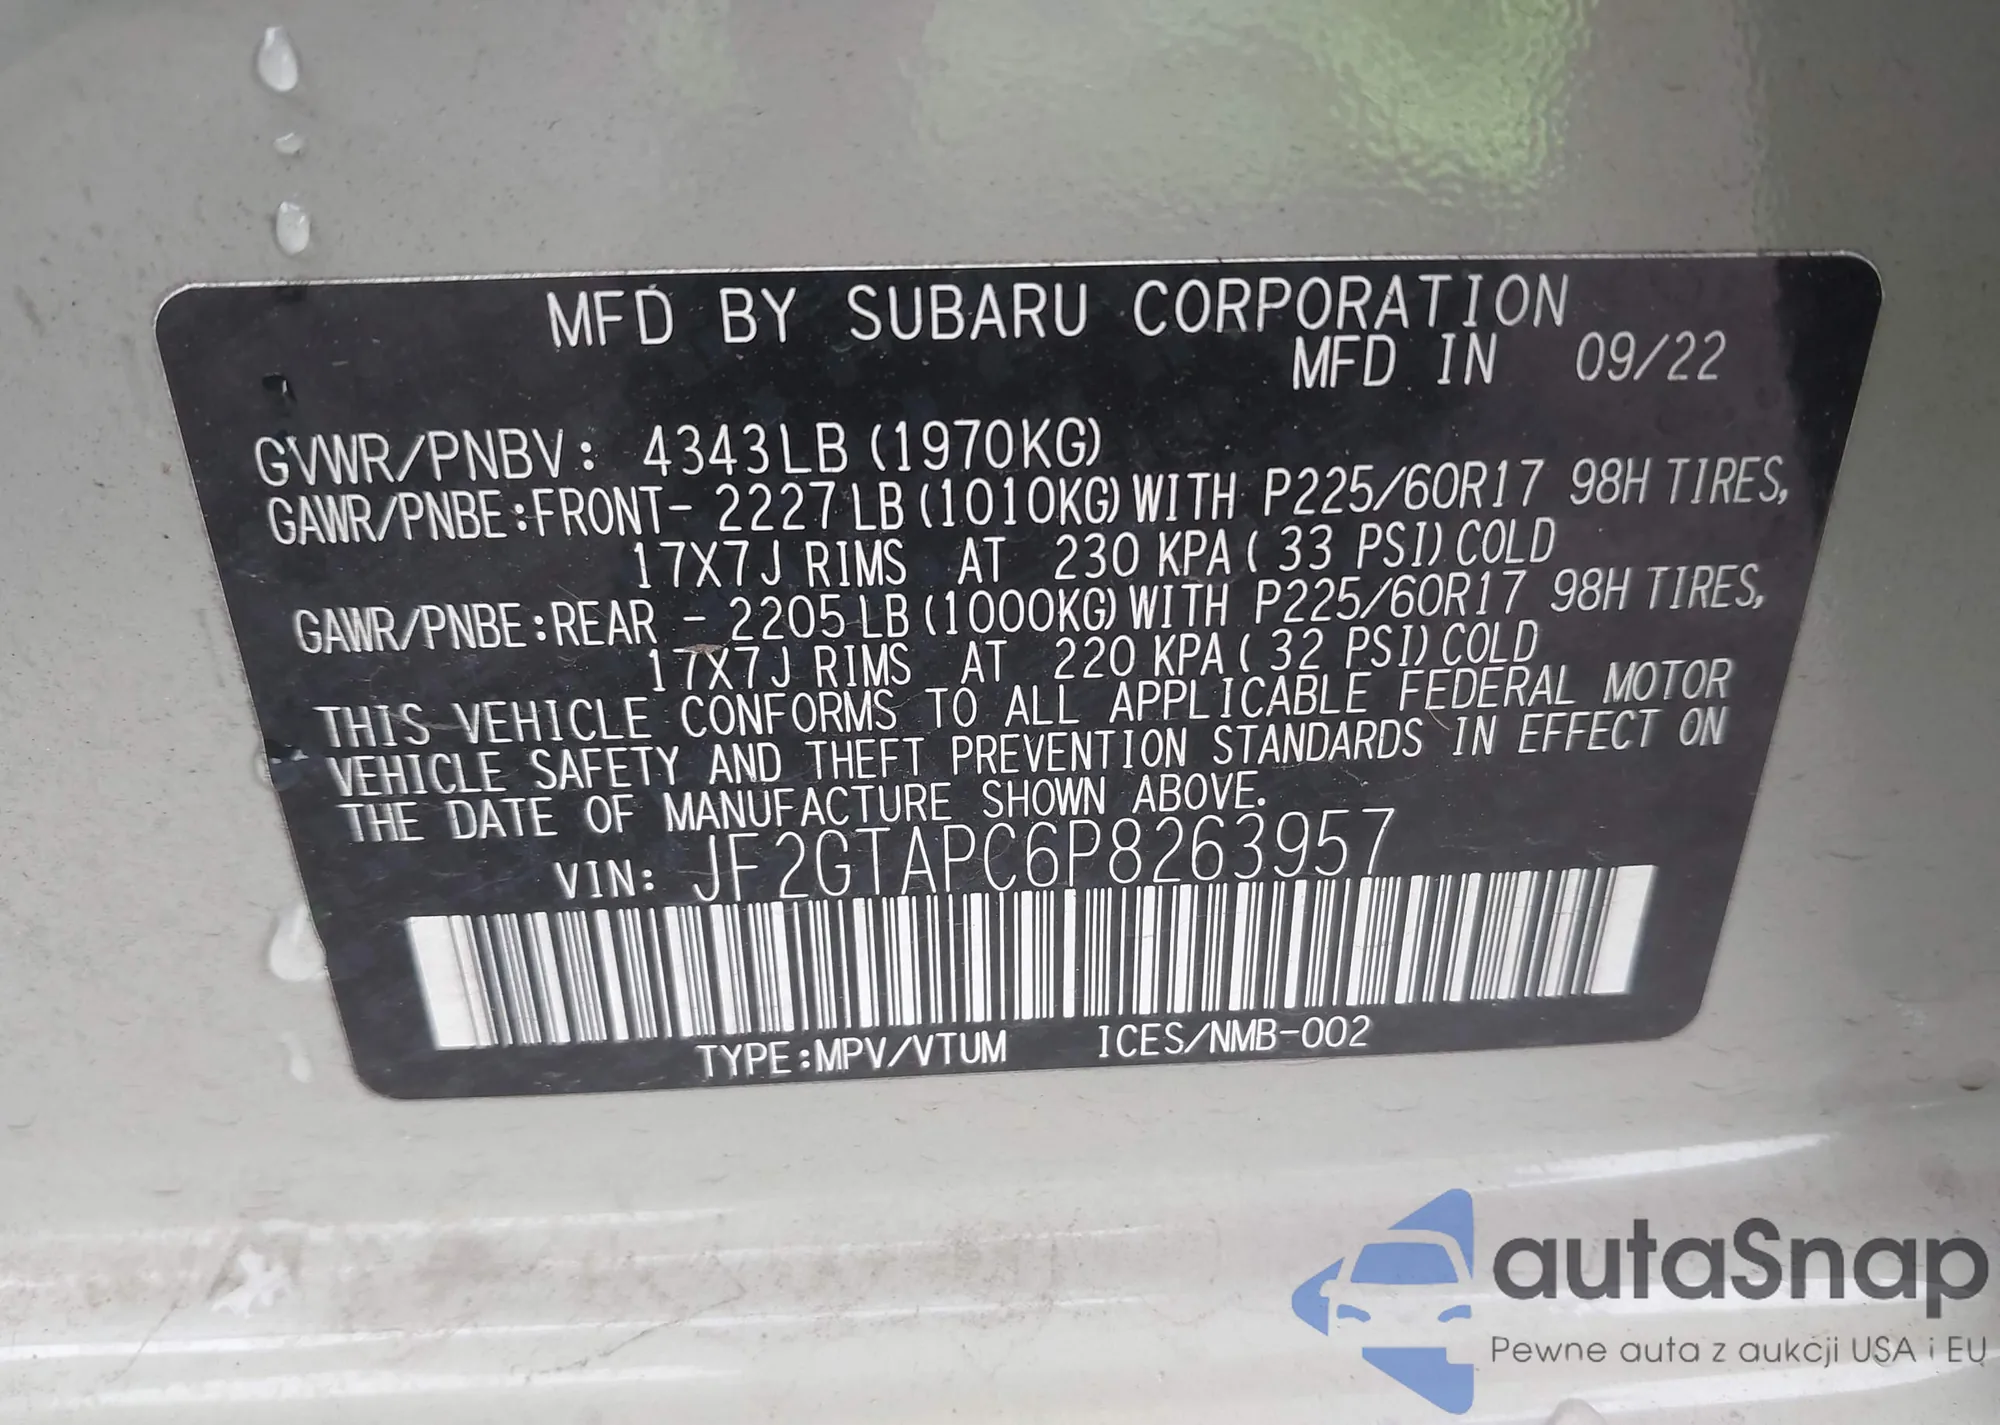 MFD BY SUBARU CORPORATION
MFD IN 09/22
GVWR/PNBV: 4343LB (1970KG)
GAWR/PNBE:FRONT- 2227LB (1010KG) WITH P225/60R17 98H TIRES,
17X7J RIMS AT 230 KPA ( 33 PSI) COLD
GAWR/PNBE:REAR - 2205LB (1000KG) WITH P225/60R17 98H TIRES,
17X7J RIMS AT 220 KPA ( 32 PSI) COLD
THIS VEHICLE CONFORMS TO ALL APPLICABLE FEDERAL MOTOR
VEHICLE SAFETY AND THEFT PREVENTION STANDARDS IN EFFECT ON
THE DATE OF MANUFACTURE SHOWN ABOVE.
VIN: JF2GTAPC6P8263957
TYPE:MPV/VTUM ICES/NMB-002
autaSnap
Pewne auta z aukcji USA i EU